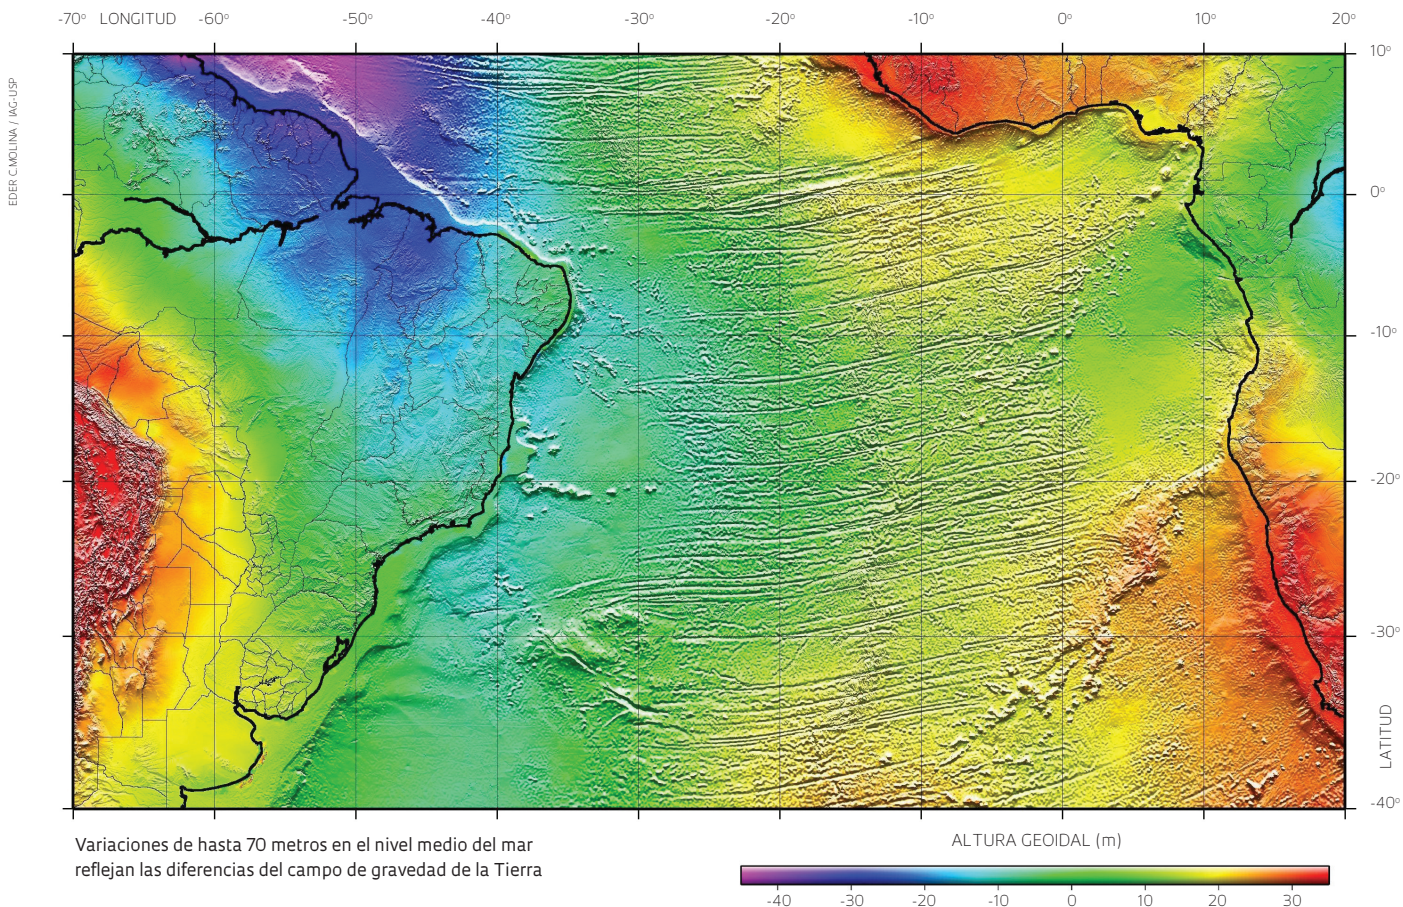 -70º LONGITUD -60º -50º -40º -30º -20º -10º 0º 10º 20º
10º
0º
-10º
-20º
-30º
LATITUD
-40º
EDER C.MOLINA / IAG-USP
Variaciones de hasta 70 metros en el nivel medio del mar
reflejan las diferencias del campo de gravedad de la Tierra
ALTURA GEOIDAL (m)
-40 -30 -20 -10 0 10 20 30